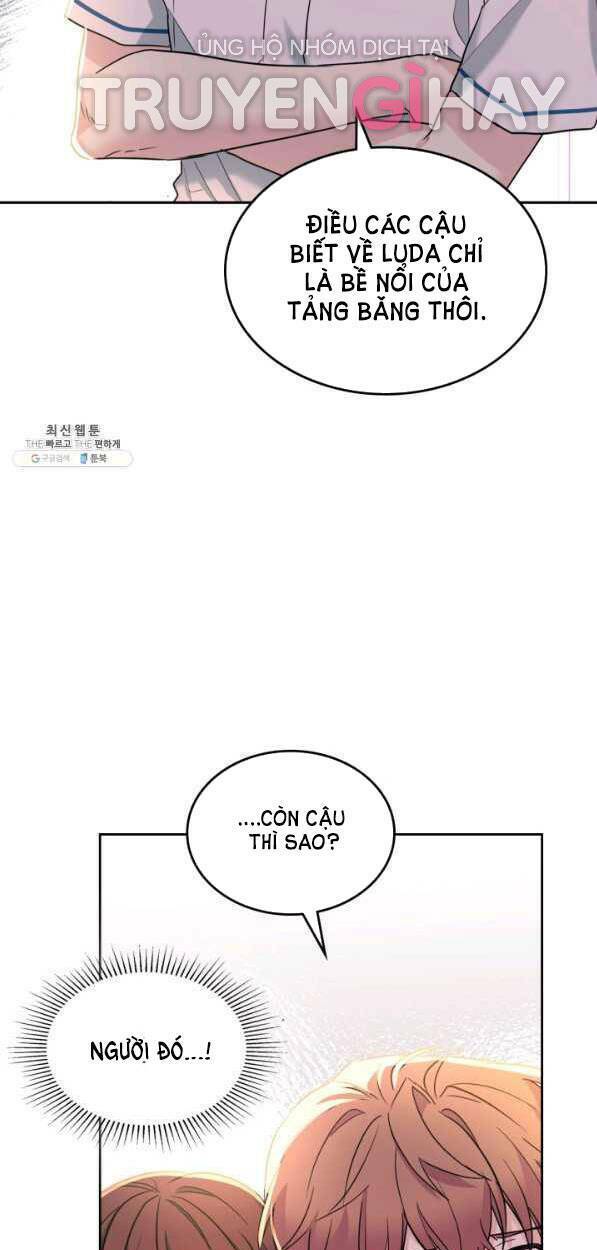 ỦNG HỘ NHÓM DỊCH TẠI
TRUYENGIHAY
ĐIỀU CÁC CẬU
BIẾT VỀ LUDA CHỈ
LÀ BỀ NỔI CỦA
TẢNG BĂNG THÔI.
최신웹툰
THE 빠르고 THE 편하게
구글검색 툰북
....CÒN CẬU
THÌ SAO?
NGƯỜI ĐÓ...!